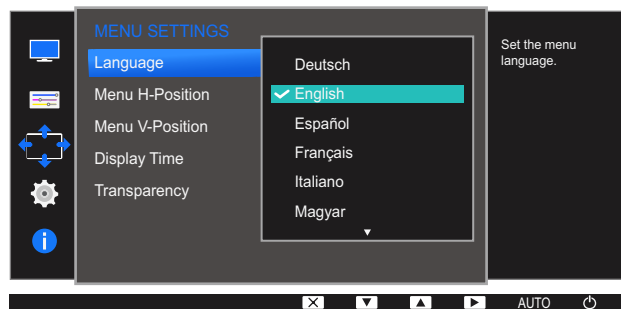 MENU SETTINGS
Language
Menu H-Position
Menu V-Position
Display Time
Transparency
Deutsch
English
Español
Français
Italiano
Magyar
Set the menu
language.
AUTO